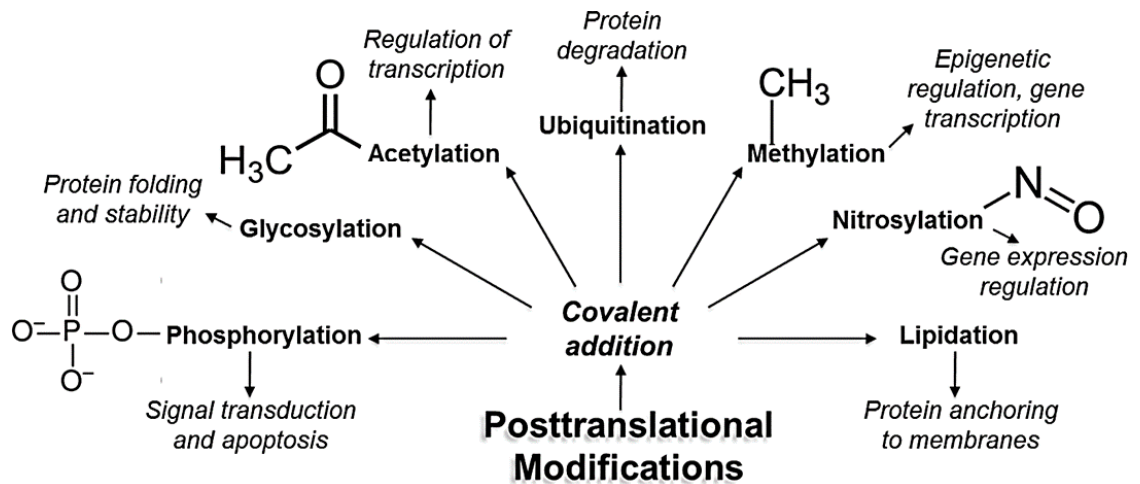 Protein
degradation
Regulation of
transcription
Epigenetic
regulation, gene
transcription
O
H₃C
CH₃
Ubiquitination
Acetylation
Methylation
Protein folding
and stability
Glycosylation
N
O
Nitrosylation
Gene expression
regulation
O
O⁻
P
O
O⁻
Phosphorylation
Covalent
addition
Lipidation
Signal transduction
and apoptosis
Protein anchoring
to membranes
Posttranslational
Modifications